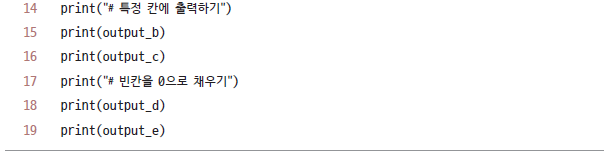 14 print("# 특정 칸에 출력하기")
15 print(output_b)
16 print(output_c)
17 print("# 빈칸을 0으로 채우기")
18 print(output_d)
19 print(output_e)